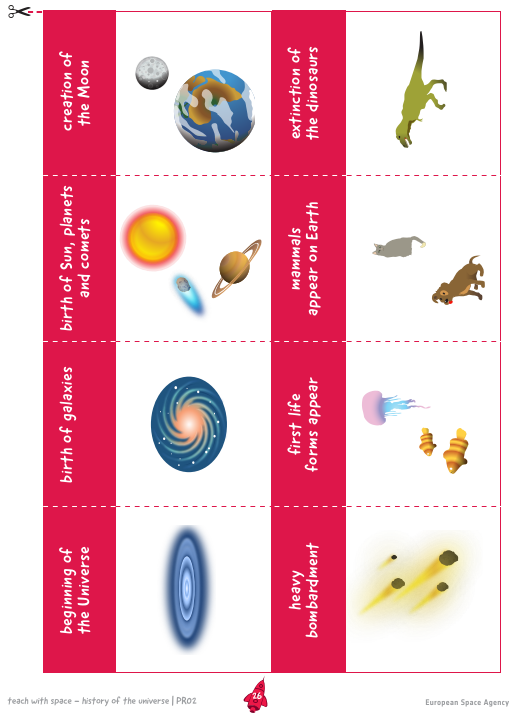 creation of
the Moon
extinction of
the dinosaurs
birth of Sun, planets
and comets
mammals
appear on Earth
birth of galaxies
first life
forms appear
beginning of
the Universe
heavy
bombardment
teach with space – history of the universe | PR02
26
European Space Agency